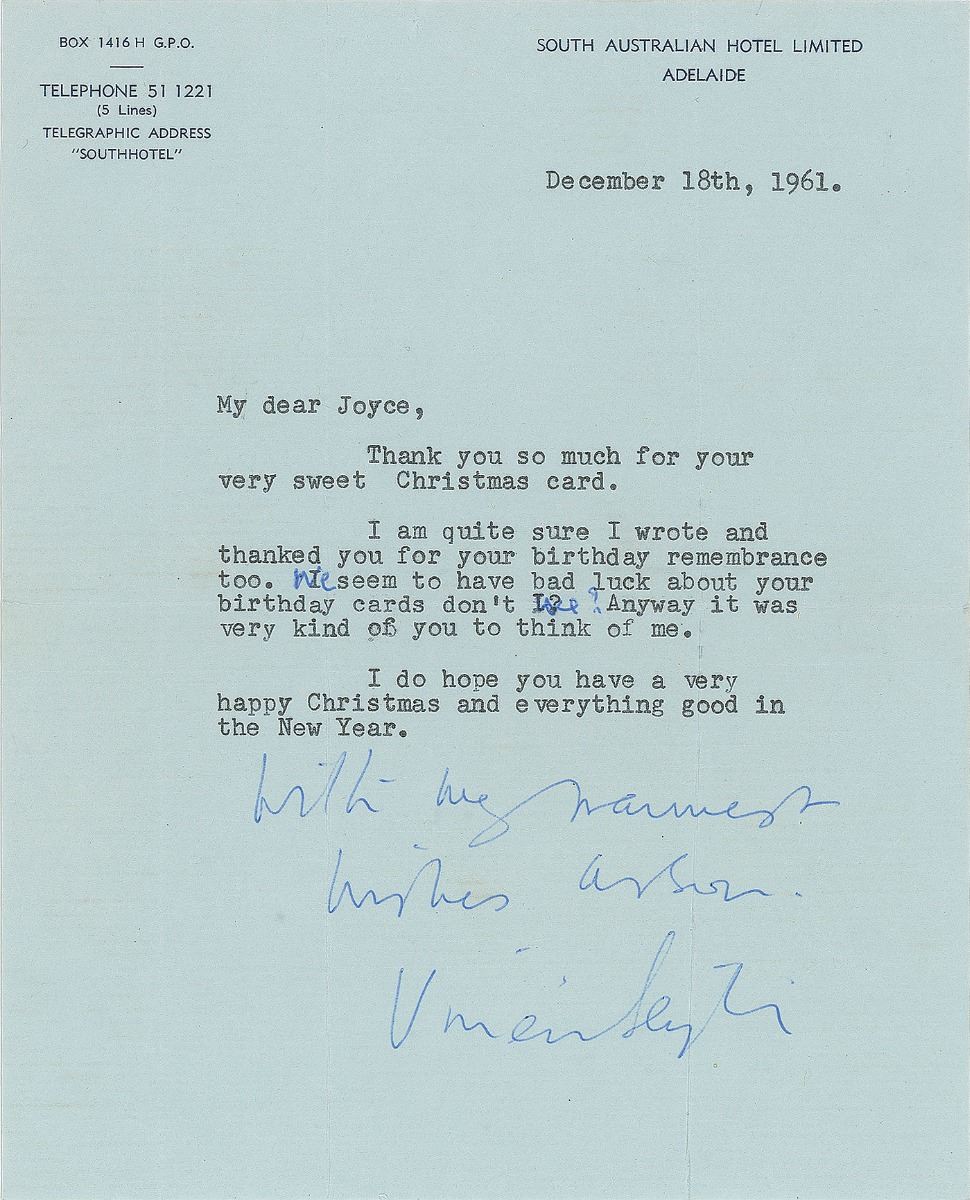 BOX 1416 H G.P.O.
TELEPHONE 51 1221
(5 Lines)
TELEGRAPHIC ADDRESS
"SOUTHHOTEL"
SOUTH AUSTRALIAN HOTEL LIMITED
ADELAIDE
December 18th, 1961.
My dear Joyce,
Thank you so much for your
very sweet Christmas card.
I am quite sure I wrote and
thanked you for your birthday remembrance
too. We seem to have bad luck about your
birthday cards don't we? Anyway it was
very kind of you to think of me.
I do hope you have a very
happy Christmas and everything good in
the New Year.
With my warmest
wishes as ever.
Vivien Leigh